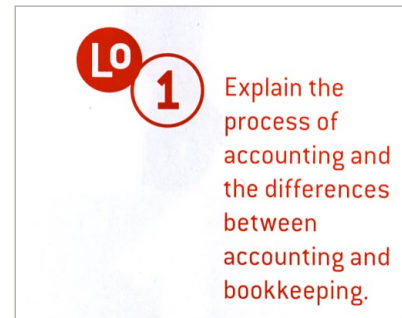 LO
1
Explain the
process of
accounting and
the differences
between
accounting and
bookkeeping.